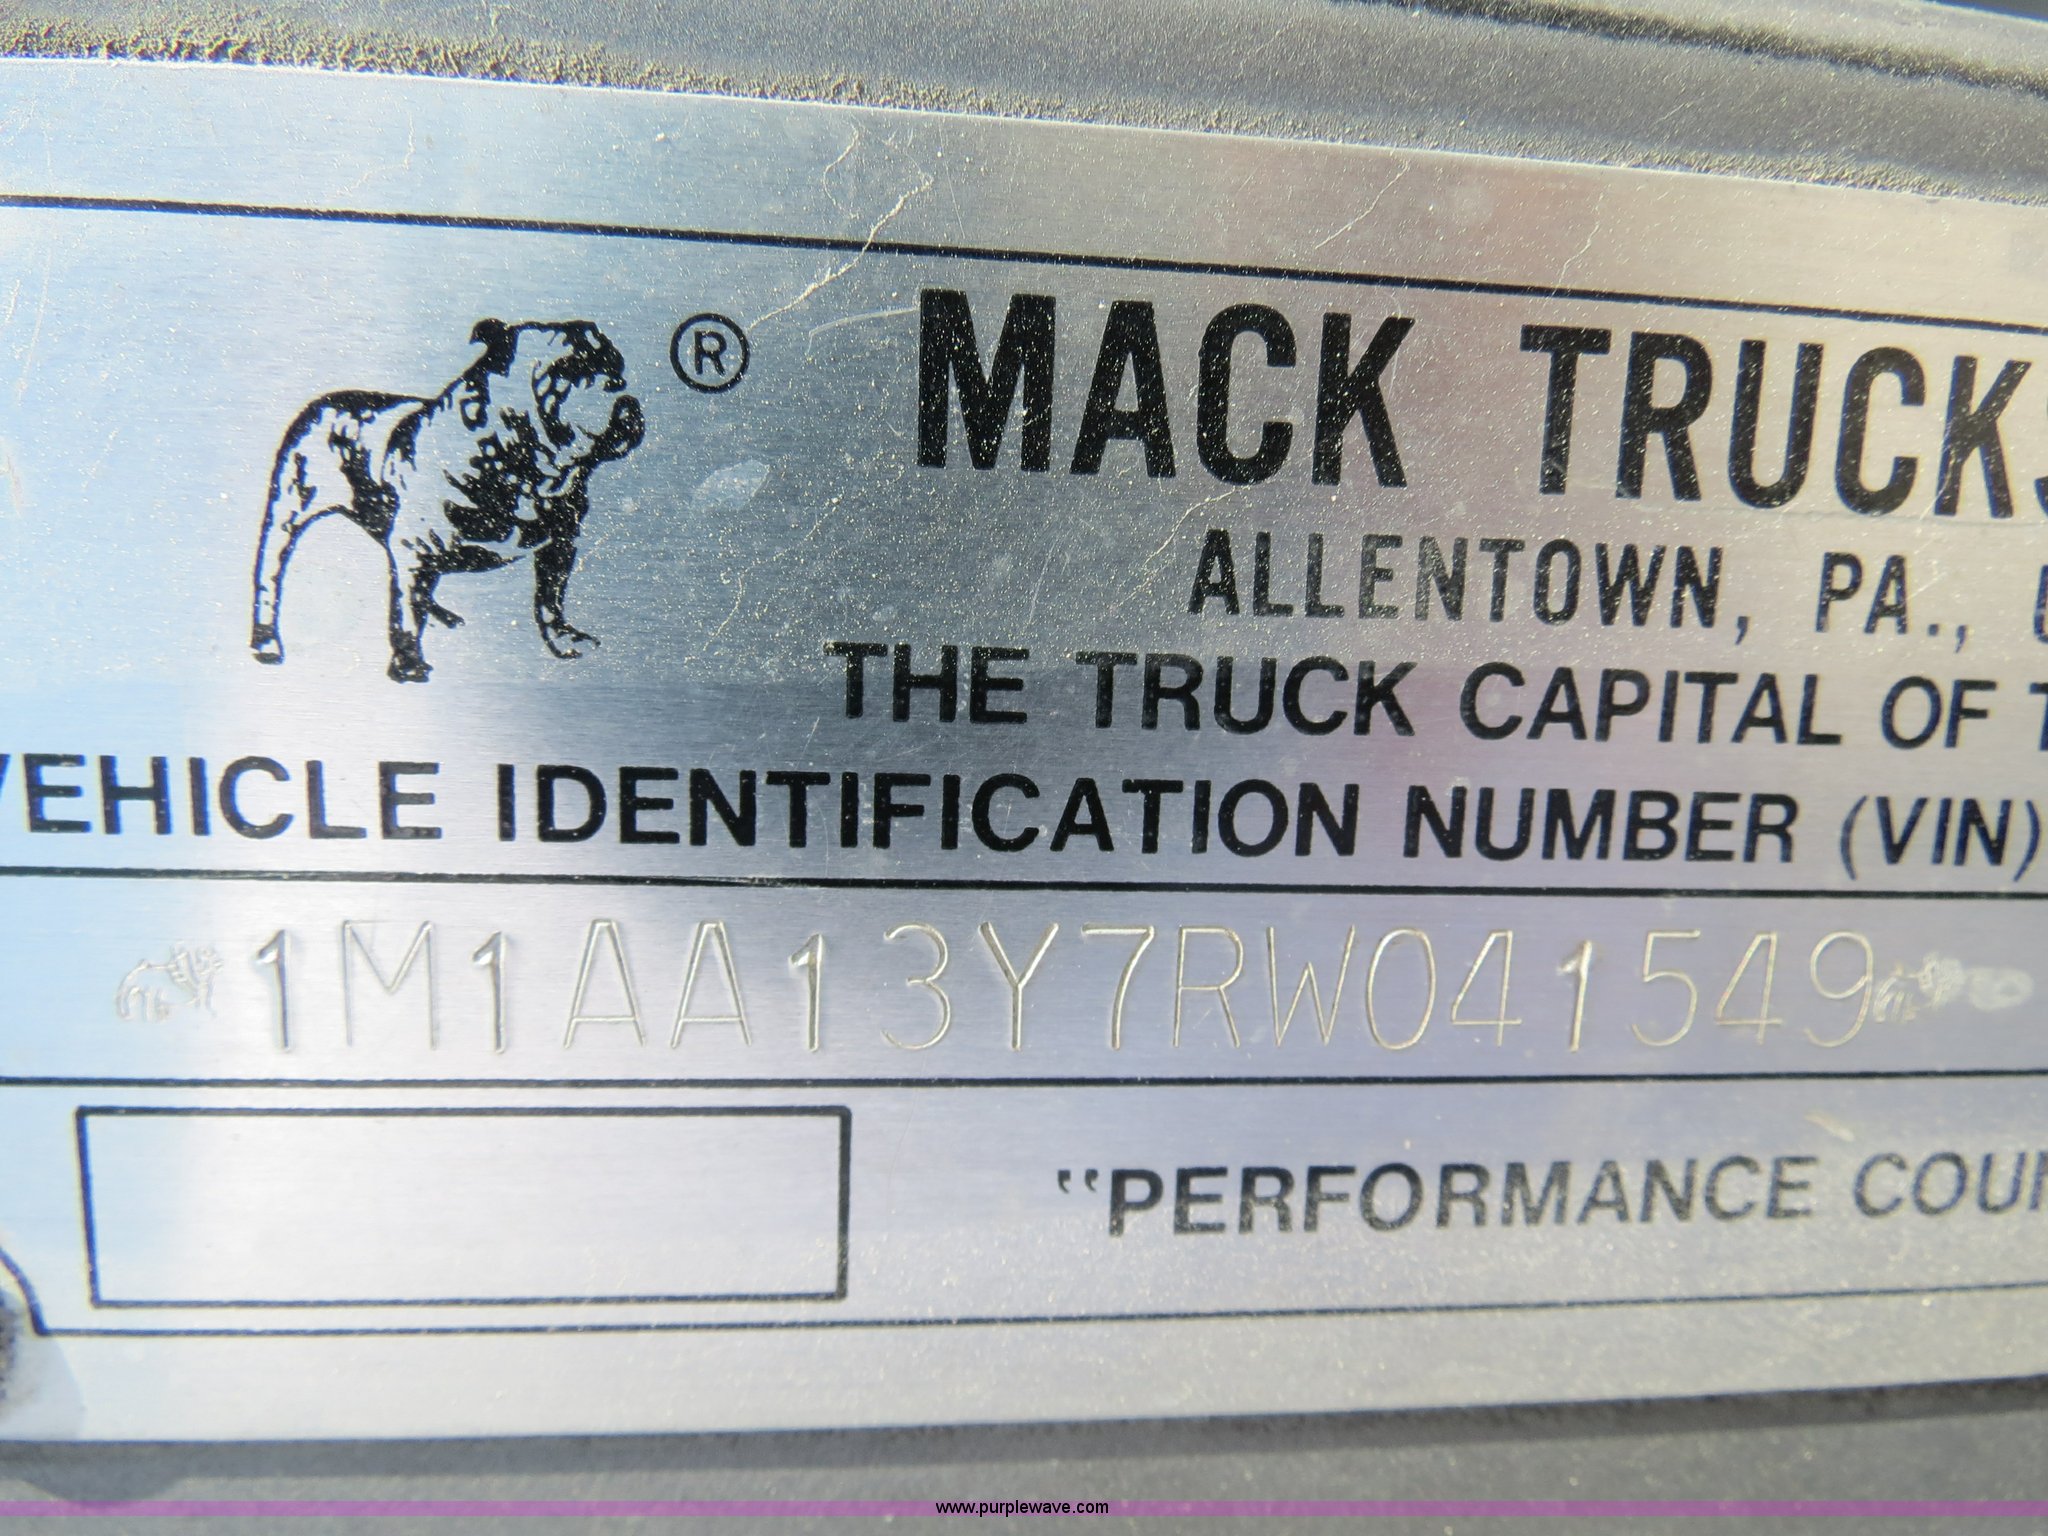 ®
MACK TRUCKS
ALLENTOWN, PA.,
THE TRUCK CAPITAL OF
VEHICLE IDENTIFICATION NUMBER (VIN)
1M1AA13Y7RW041549
"PERFORMANCE
www.purplewave.com